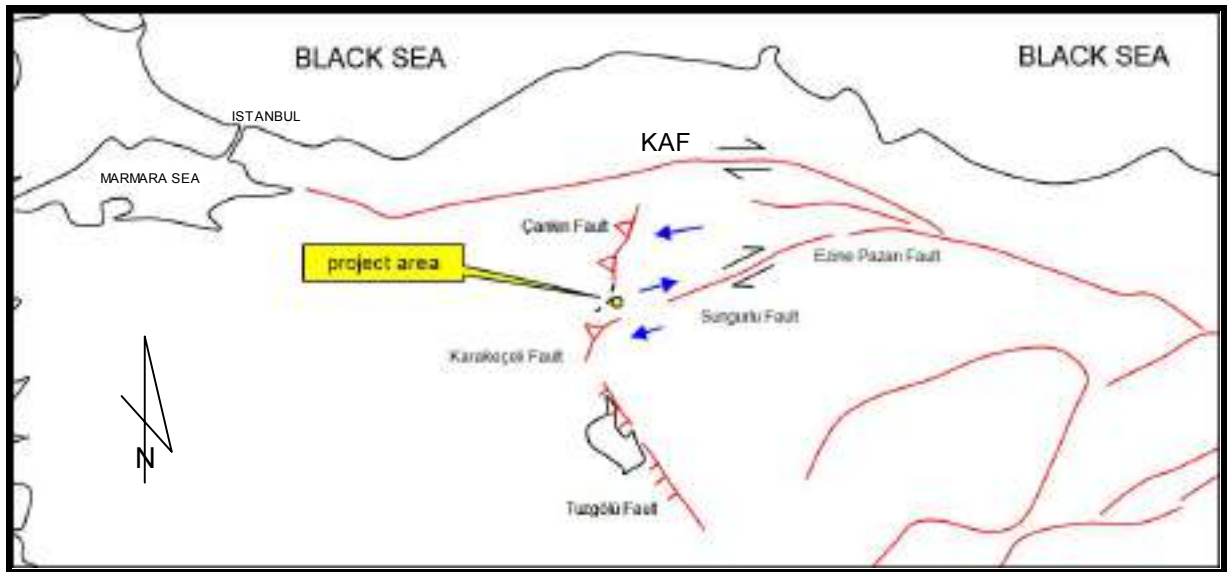 BLACK SEA
BLACK SEA
ISTANBUL
KAF
MARMARA SEA
Çankırı Fault
project area
Ezine Pazarı Fault
Sungurlu Fault
Karakeçeli Fault
N
Tuzgölü Fault